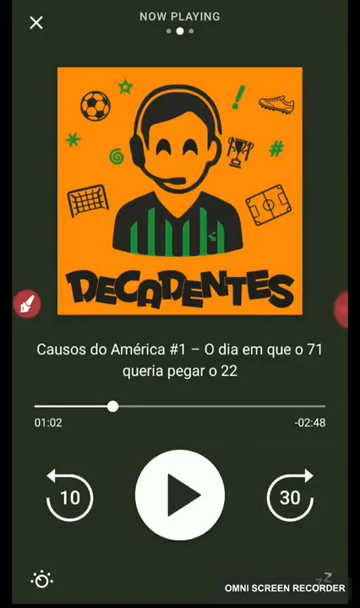 NOW PLAYING
DECADENTES
Causos do América #1 – O dia em que o 71
queria pegar o 22
01:02
-02:48
10
30
zZ
OMNI SCREEN RECORDER